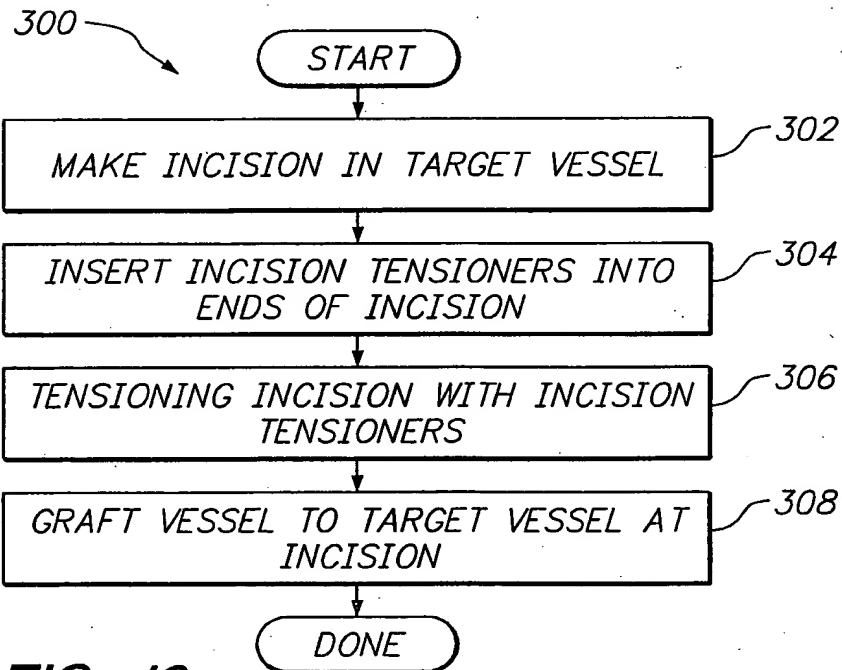 300
START
MAKE INCISION IN TARGET VESSEL
302
INSERT INCISION TENSIONERS INTO
ENDS OF INCISION
304
TENSIONING INCISION WITH INCISION
TENSIONERS
306
GRAFT VESSEL TO TARGET VESSEL AT
INCISION
308
DONE